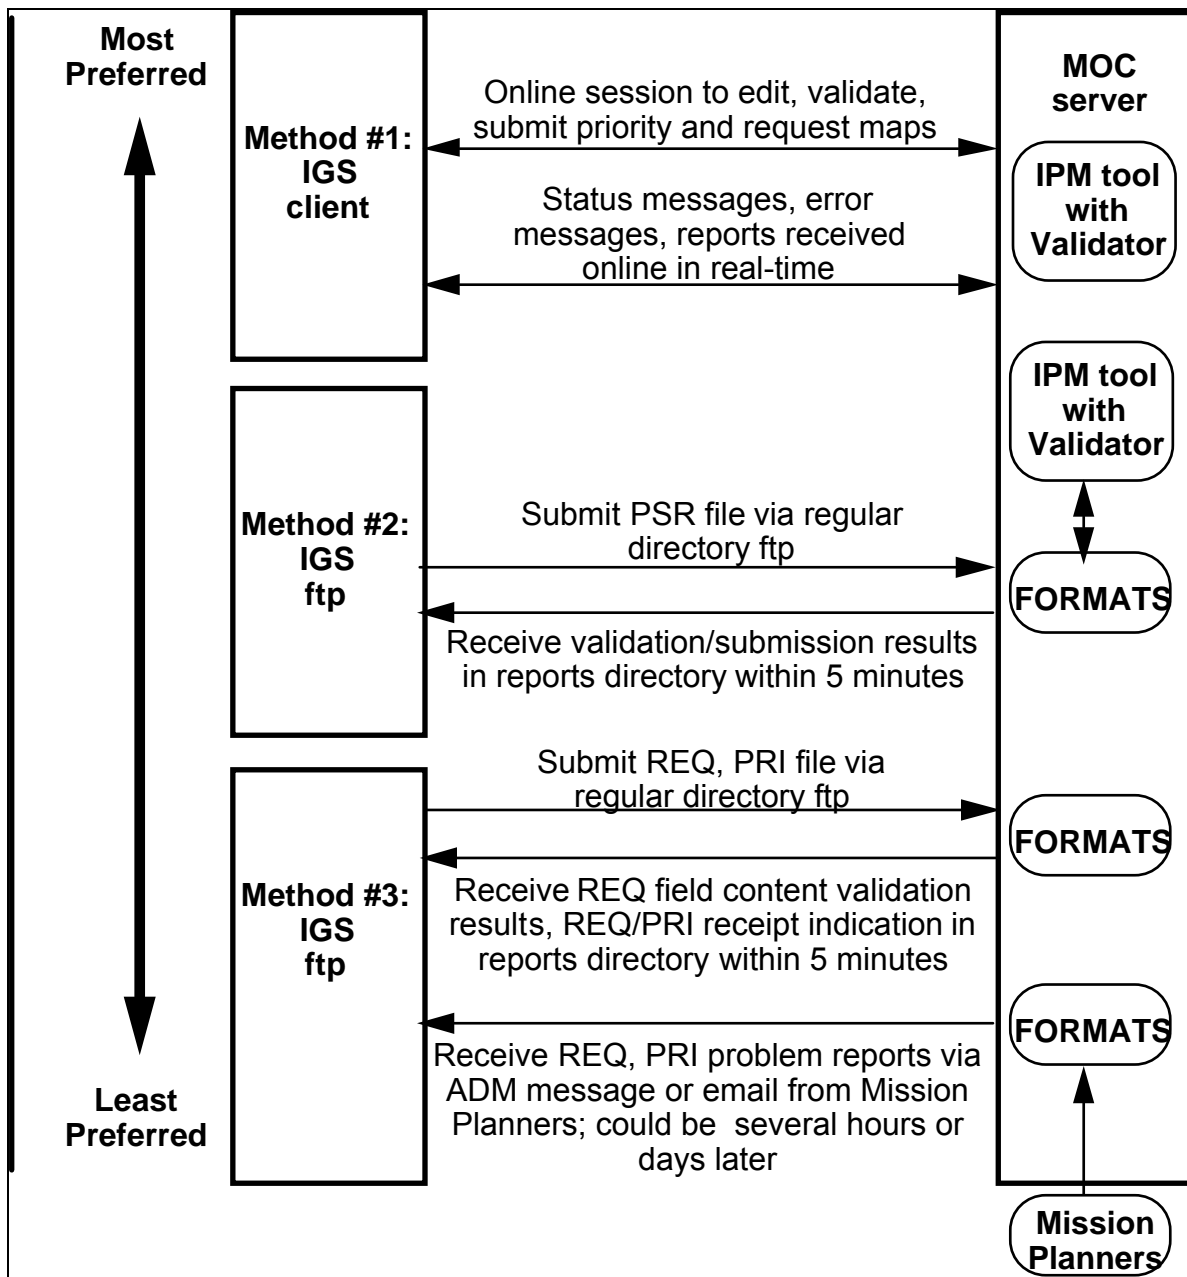 Most
Preferred
Method #1:
IGS
client
Online session to edit, validate,
submit priority and request maps
Status messages, error
messages, reports received
online in real-time
MOC
server
IPM tool
with
Validator
IPM tool
with
Validator
Method #2:
IGS
ftp
Submit PSR file via regular
directory ftp
Receive validation/submission results
in reports directory within 5 minutes
FORMATS
Method #3:
IGS
ftp
Submit REQ, PRI file via
regular directory ftp
Receive REQ field content validation
results, REQ/PRI receipt indication in
reports directory within 5 minutes
FORMATS
Receive REQ, PRI problem reports via
ADM message or email from Mission
Planners; could be several hours or
days later
FORMATS
Least
Preferred
Mission
Planners